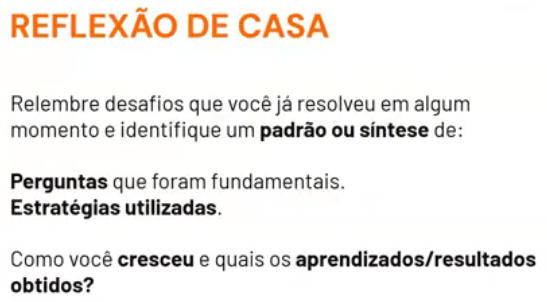 REFLEXÃO DE CASA
Relembre desafios que você já resolveu em algum
momento e identifique um padrão ou síntese de:
Perguntas que foram fundamentais.
Estratégias utilizadas.
Como você cresceu e quais os aprendizados/resultados
obtidos?